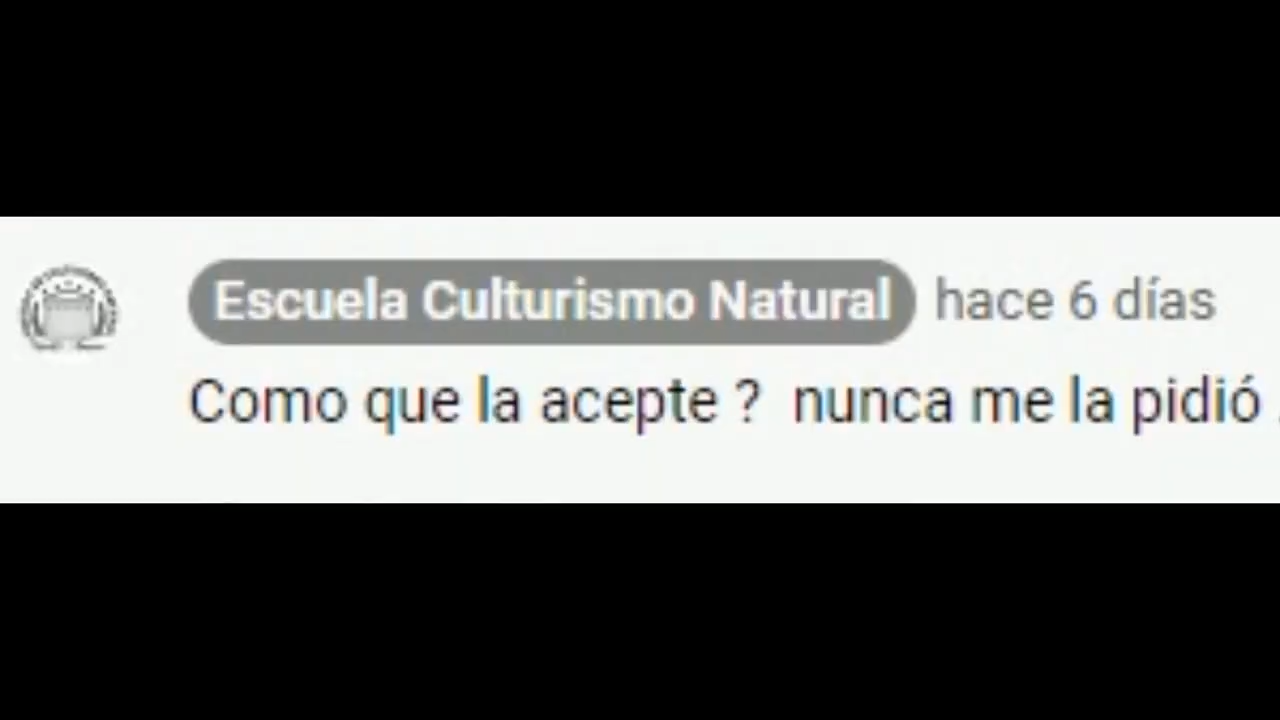 Escuela Culturismo Natural hace 6 días
Como que la acepte ? nunca me la pidió